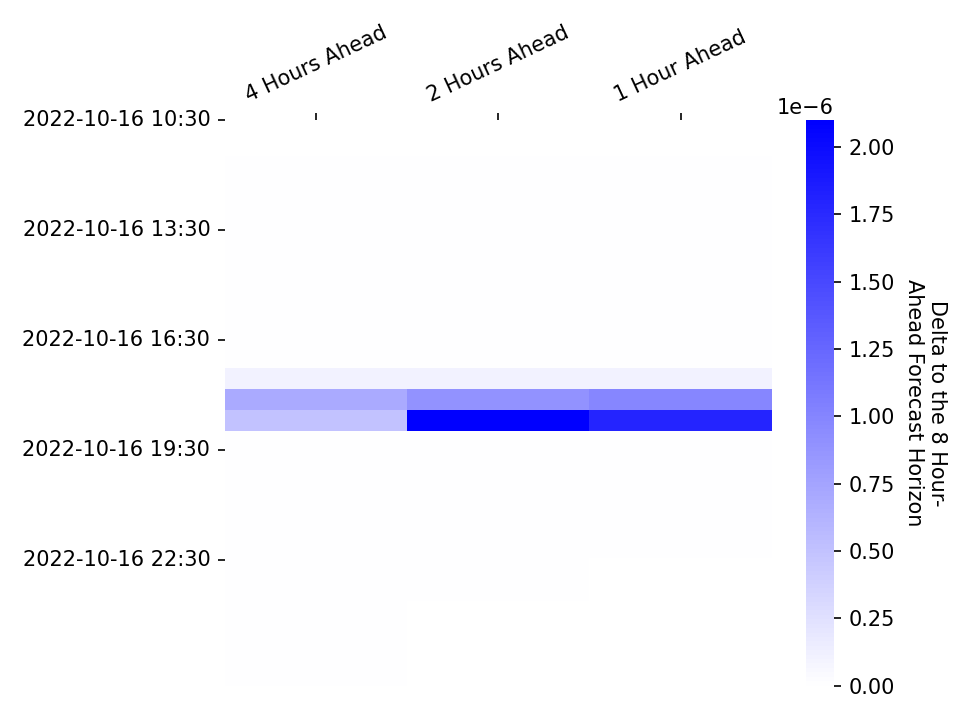 4 Hours Ahead
2 Hours Ahead
1 Hour Ahead
1e−6
2022-10-16 10:30
2022-10-16 13:30
2022-10-16 16:30
2022-10-16 19:30
2022-10-16 22:30
2.00
1.75
1.50
1.25
1.00
0.75
0.50
0.25
0.00
Delta to the 8 Hour-
Ahead Forecast Horizon